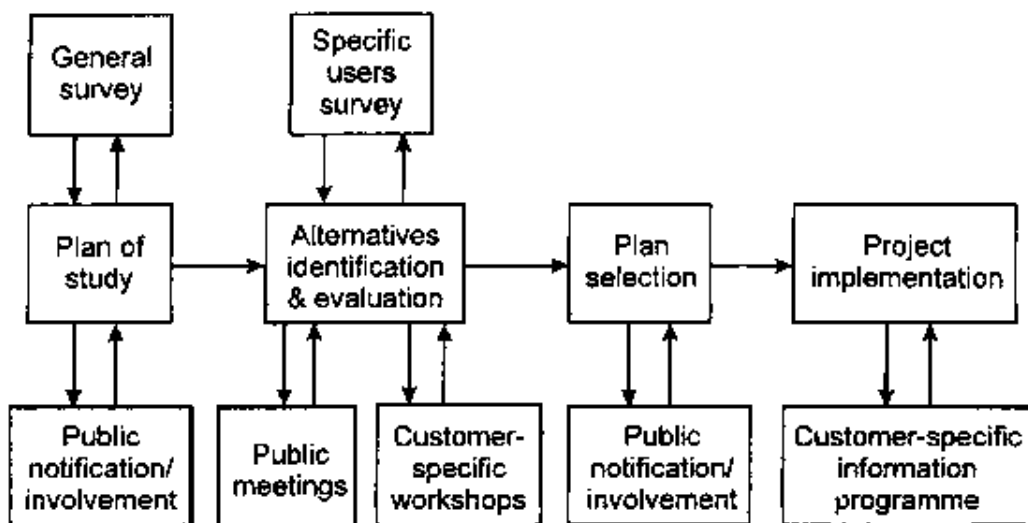 General
survey
Specific
users
survey
Plan of
study
Alternatives
identification
& evaluation
Plan
selection
Project
implementation
Public
notification/
involvement
Public
meetings
Customer-
specific
workshops
Public
notification/
involvement
Customer-specific
information
programme